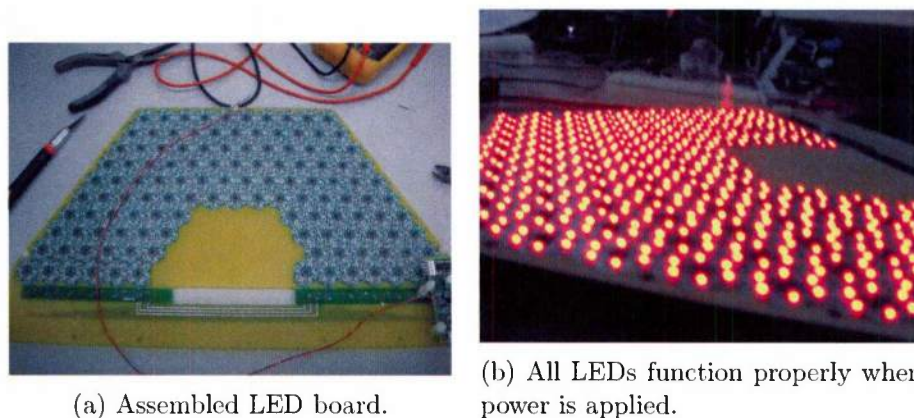 (a) Assembled LED board.
(b) All LEDs function properly when
power is applied.